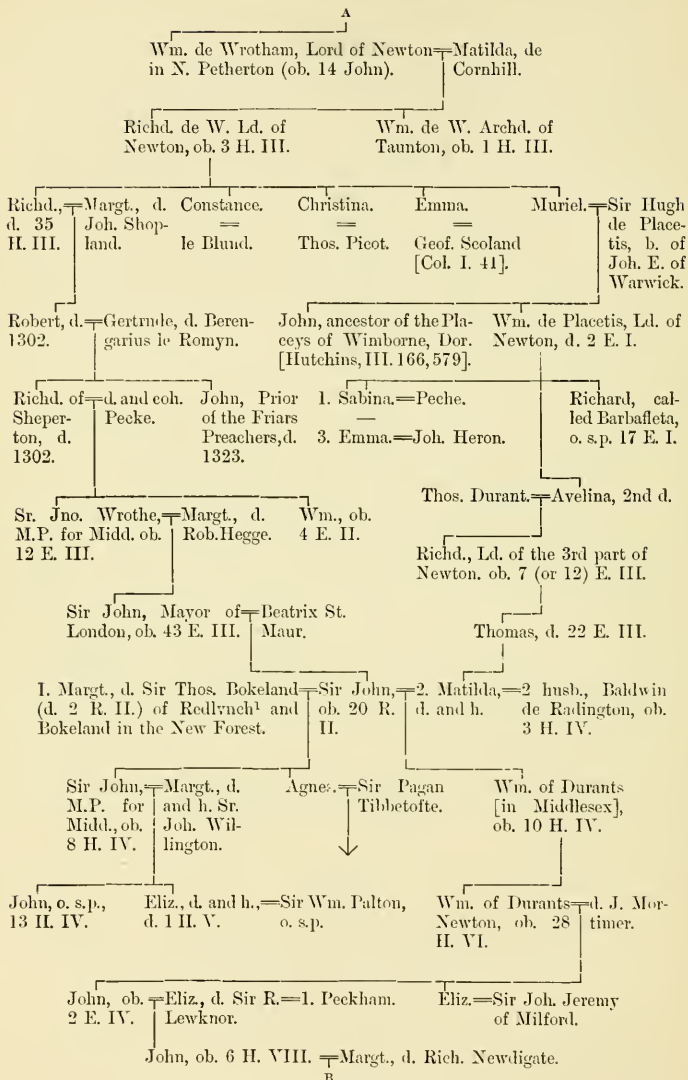 A
Wm. de Wrotham, Lord of Newton=Matilda, de
in N. Petherton (ob. 14 John). Cornhill.
Richd. de W. Ld. of Wm. de W. Archd. of
Newton, ob. 3 H. III. Taunton, ob. 1 H. III.
Richd.,=Margt., d. Constance. Christina. Emma. Muriel.=Sir Hugh
d. 35 Joh. Shop- = = = de Place-
H. III. land. le Blund. Thos. Picot. Geof. Scoland tis, b. of
[Col. I. 41]. Joh. E. of
Warwick.
Robert, d.=Gertrude, d. Beren- John, ancestor of the Pla- Wm. de Placetis, Ld. of
1302. garius le Romyn. ceys of Wimborne, Dor. Newton, d. 2 E. I.
[Hutchins, III. 166, 579].
Richd. of=d. and coh. John, Prior 1. Sabina.=Peche. Richard, cal-
Sheper- Pecke. of the Friars — led Barbafleta,
ton, d. Preachers, d. 3. Emma.=Joh. Heron. o. s.p. 17 E. I.
1302. 1323.
Thos. Durant.=Avelina, 2nd d.
Sr. Jno. Wrothe,=Margt., d. Wm., ob.
M.P. for Midd. ob. Rob. Hegge. 4 E. II.
12 E. III.
Richd., Ld. of the 3rd part of
Newton. ob. 7 (or 12) E. III.
Sir John, Mayor of=Beatrix St.
London, ob. 43 E. III. Maur.
Thomas, d. 22 E. III.
1. Margt., d. Sir Thos. Bokeland=Sir John,=2. Matilda,=2 husb., Baldwin
(d. 2 R. II.) of Redlynch¹ and ob. 20 R. d. and h. de Radington, ob.
Bokeland in the New Forest. II. 3 H. IV.
Sir John,=Margt., d. Agnes.=Sir Pagan Wm. of Durants
M.P. for and h. Sr. Tibbetofte. [in Middlesex],
Midd., ob. Joh. Wil- ob. 10 H. IV.
8 H. IV. lington.
John, o. s.p., Eliz., d. and h.,=Sir Wm. Palton, Wm. of Durants=d. J. Mor-
13 H. IV. d. 1 H. V. o. s.p. Newton, ob. 28 timer.
H. VI.
John, ob. =Eliz., d. Sir R.=1. Peckham. Eliz.=Sir Joh. Jeremy
2 E. IV. Lewknor. of Milford.
John, ob. 6 H. VIII. =Margt., d. Rich. Newdigate.
B